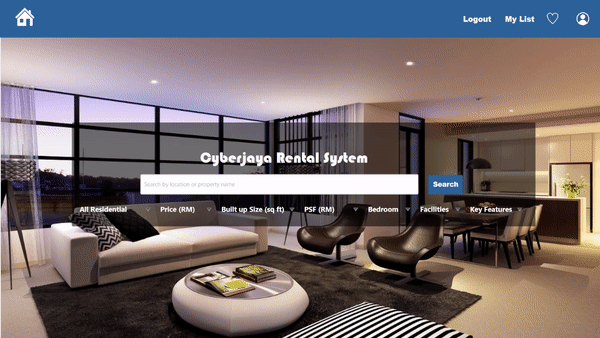 Logout My List
Cyberjaya Rental System
Search by location or property name Search
All Residential Price (RM) Built up Size (sq ft) PSF (RM) Bedroom Facilities Key Features